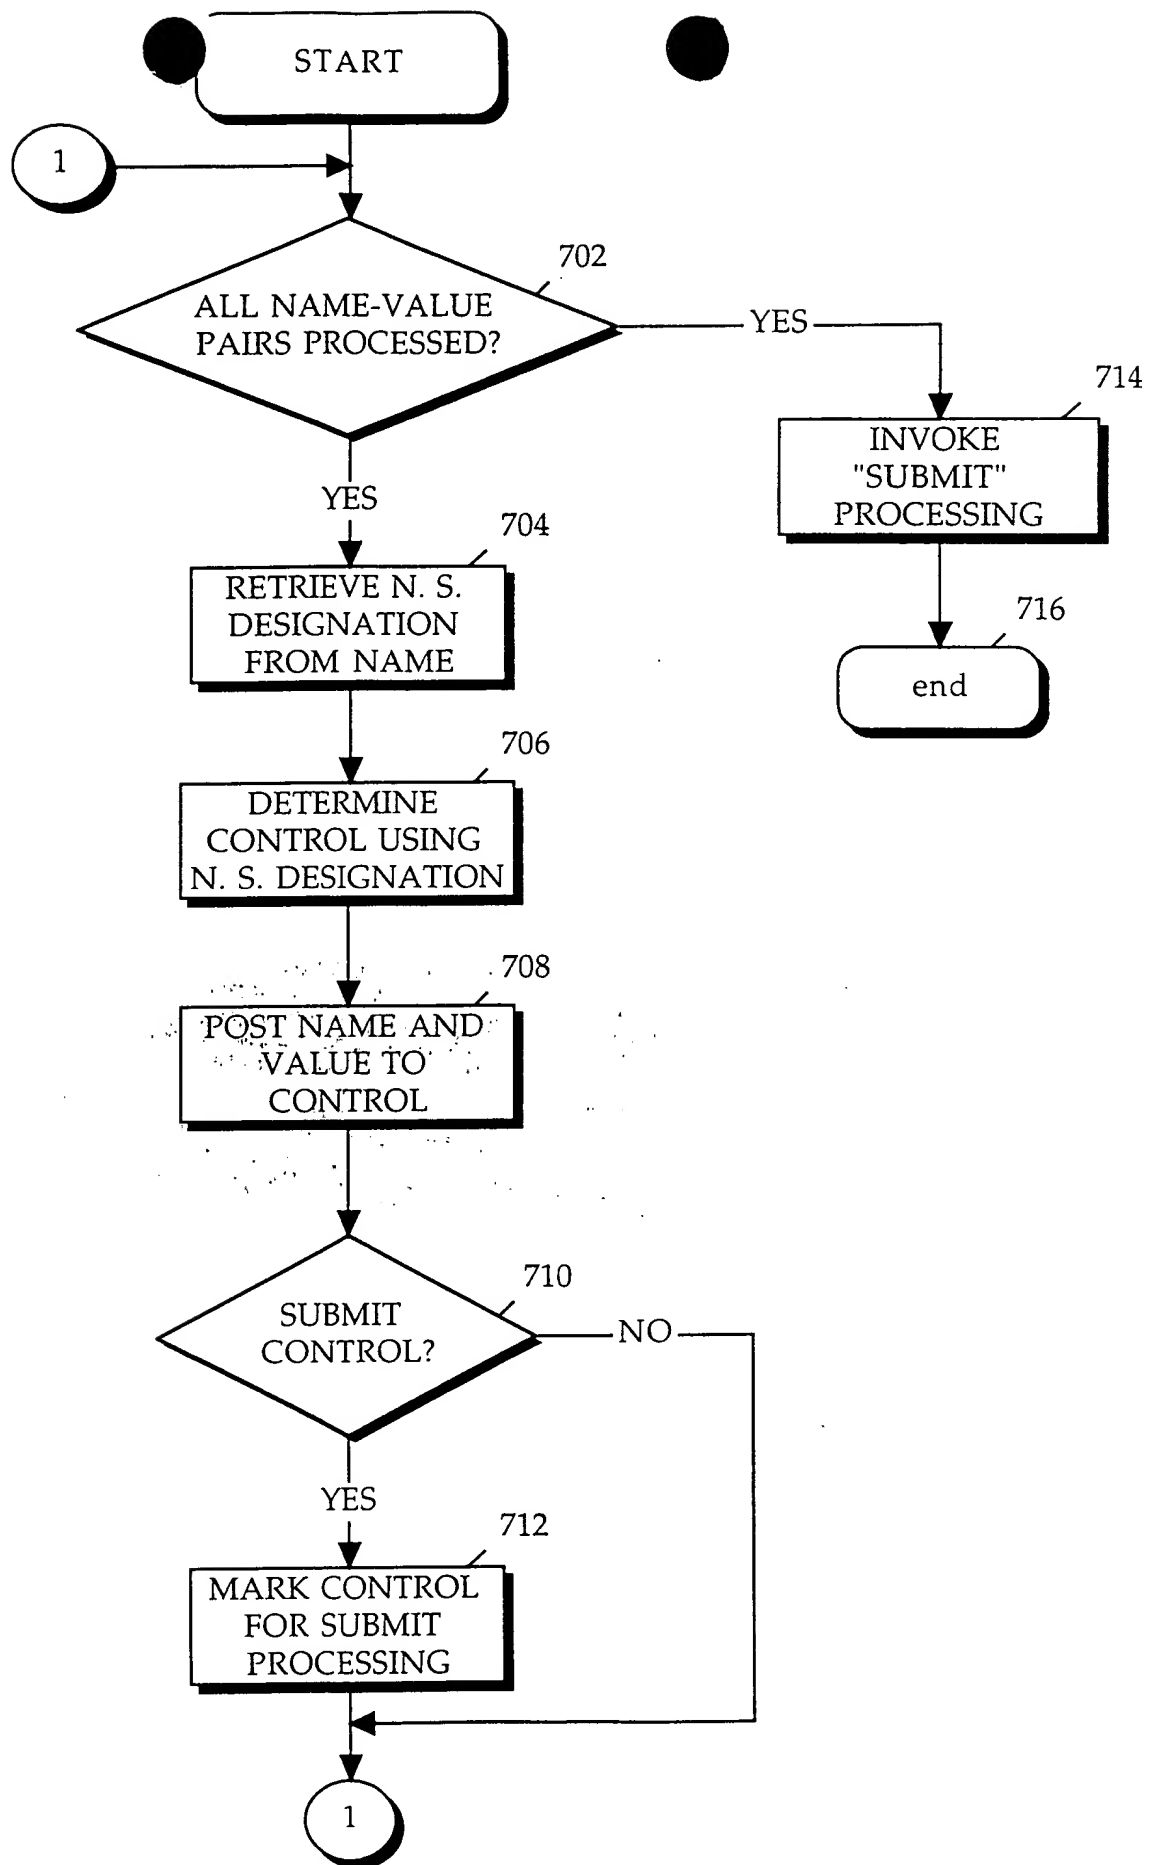 START
1
702
ALL NAME-VALUE
PAIRS PROCESSED?
YES
714
INVOKE
"SUBMIT"
PROCESSING
716
end
YES
704
RETRIEVE N. S.
DESIGNATION
FROM NAME
706
DETERMINE
CONTROL USING
N. S. DESIGNATION
708
POST NAME AND
VALUE TO
CONTROL
710
SUBMIT
CONTROL?
NO
YES
712
MARK CONTROL
FOR SUBMIT
PROCESSING
1